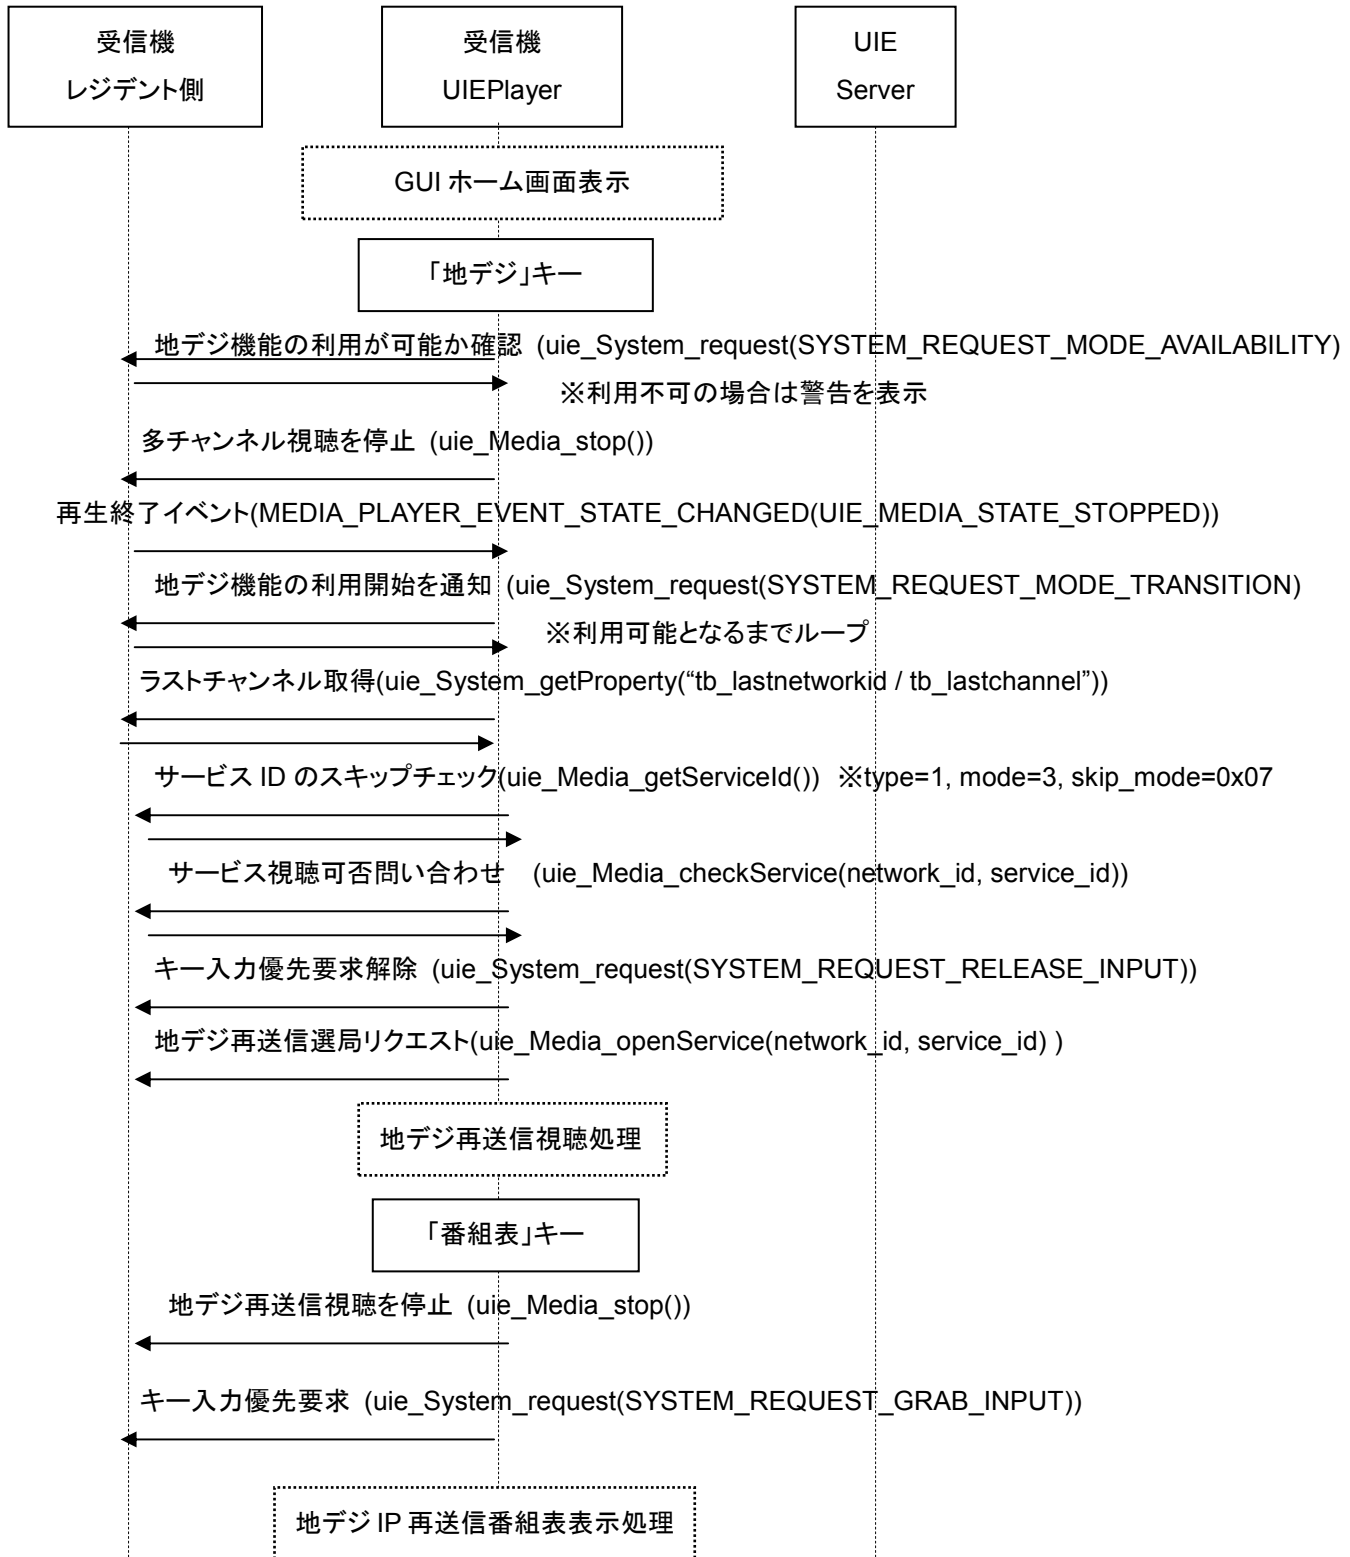 受信機
レジデント側
受信機
UIEPlayer
UIE
Server
GUI ホーム画面表示
「地デジ」キー
地デジ機能の利用が可能か確認 (uie_System_request(SYSTEM_REQUEST_MODE_AVAILABILITY)
※利用不可の場合は警告を表示
多チャンネル視聴を停止 (uie_Media_stop())
再生終了イベント(MEDIA_PLAYER_EVENT_STATE_CHANGED(UIE_MEDIA_STATE_STOPPED))
地デジ機能の利用開始を通知 (uie_System_request(SYSTEM_REQUEST_MODE_TRANSITION)
※利用可能となるまでループ
ラストチャンネル取得(uie_System_getProperty(“tb_lastnetworkid / tb_lastchannel”))
サービス ID のスキップチェック(uie_Media_getServiceId()) ※type=1, mode=3, skip_mode=0x07
サービス視聴可否問い合わせ (uie_Media_checkService(network_id, service_id))
キー入力優先要求解除 (uie_System_request(SYSTEM_REQUEST_RELEASE_INPUT))
地デジ再送信選局リクエスト(uie_Media_openService(network_id, service_id) )
地デジ再送信視聴処理
「番組表」キー
地デジ再送信視聴を停止 (uie_Media_stop())
キー入力優先要求 (uie_System_request(SYSTEM_REQUEST_GRAB_INPUT))
地デジ IP 再送信番組表表示処理